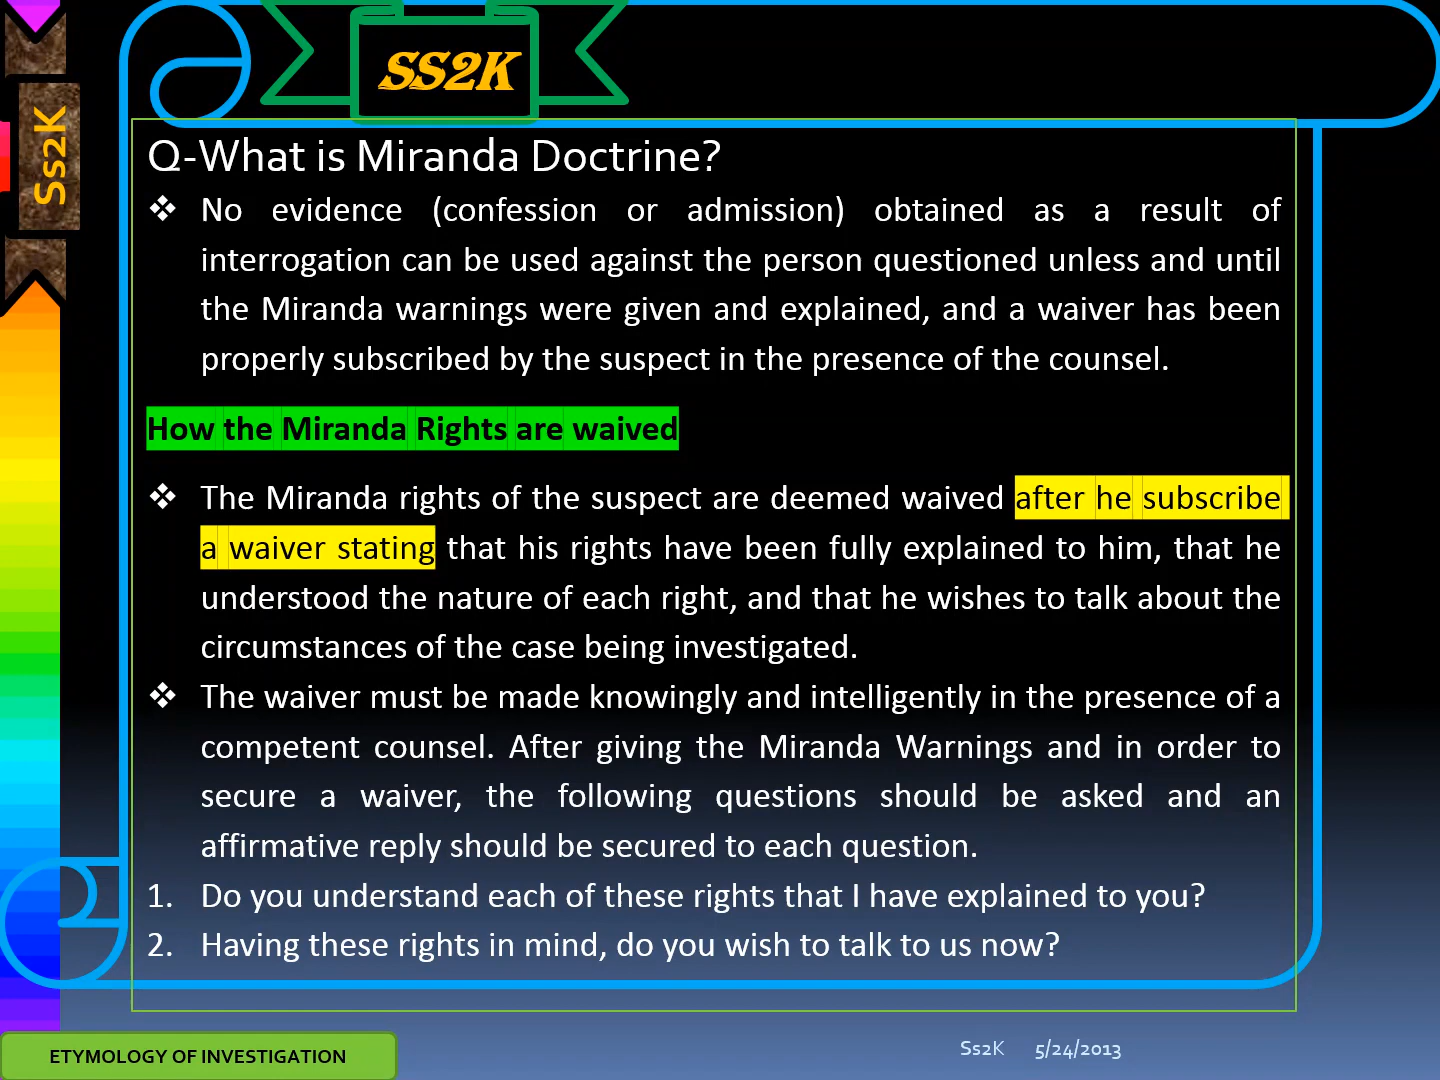 SS2K
Ss2K
Q-What is Miranda Doctrine?
❖ No evidence (confession or admission) obtained as a result of
interrogation can be used against the person questioned unless and until
the Miranda warnings were given and explained, and a waiver has been
properly subscribed by the suspect in the presence of the counsel.
How the Miranda Rights are waived
❖ The Miranda rights of the suspect are deemed waived after he subscribe
a waiver stating that his rights have been fully explained to him, that he
understood the nature of each right, and that he wishes to talk about the
circumstances of the case being investigated.
❖ The waiver must be made knowingly and intelligently in the presence of a
competent counsel. After giving the Miranda Warnings and in order to
secure a waiver, the following questions should be asked and an
affirmative reply should be secured to each question.
1. Do you understand each of these rights that I have explained to you?
2. Having these rights in mind, do you wish to talk to us now?
ETYMOLOGY OF INVESTIGATION
Ss2K 5/24/2013